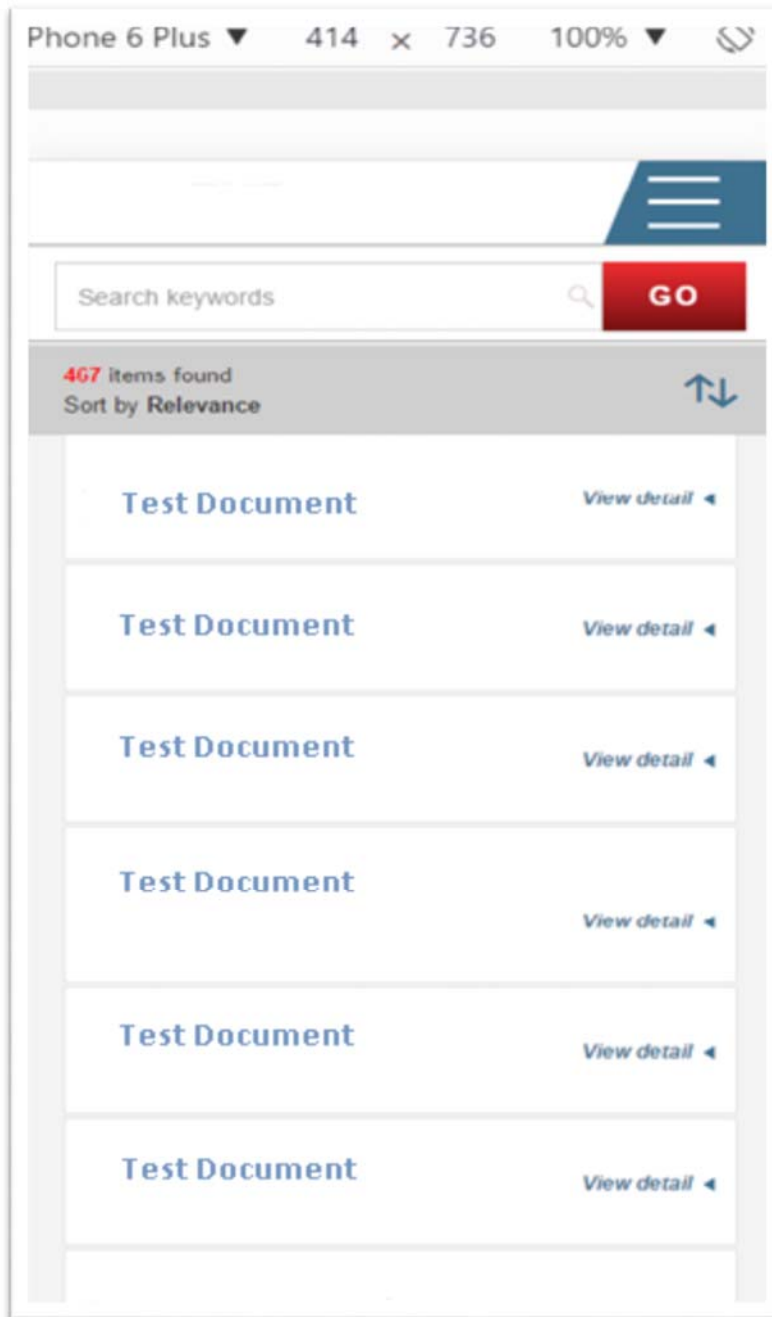 Phone 6 Plus ▼ 414 × 736 100% ▼
Search keywords GO
467 items found
Sort by Relevance
Test Document View detail ◄
Test Document View detail ◄
Test Document View detail ◄
Test Document
View detail ◄
Test Document View detail ◄
Test Document View detail ◄